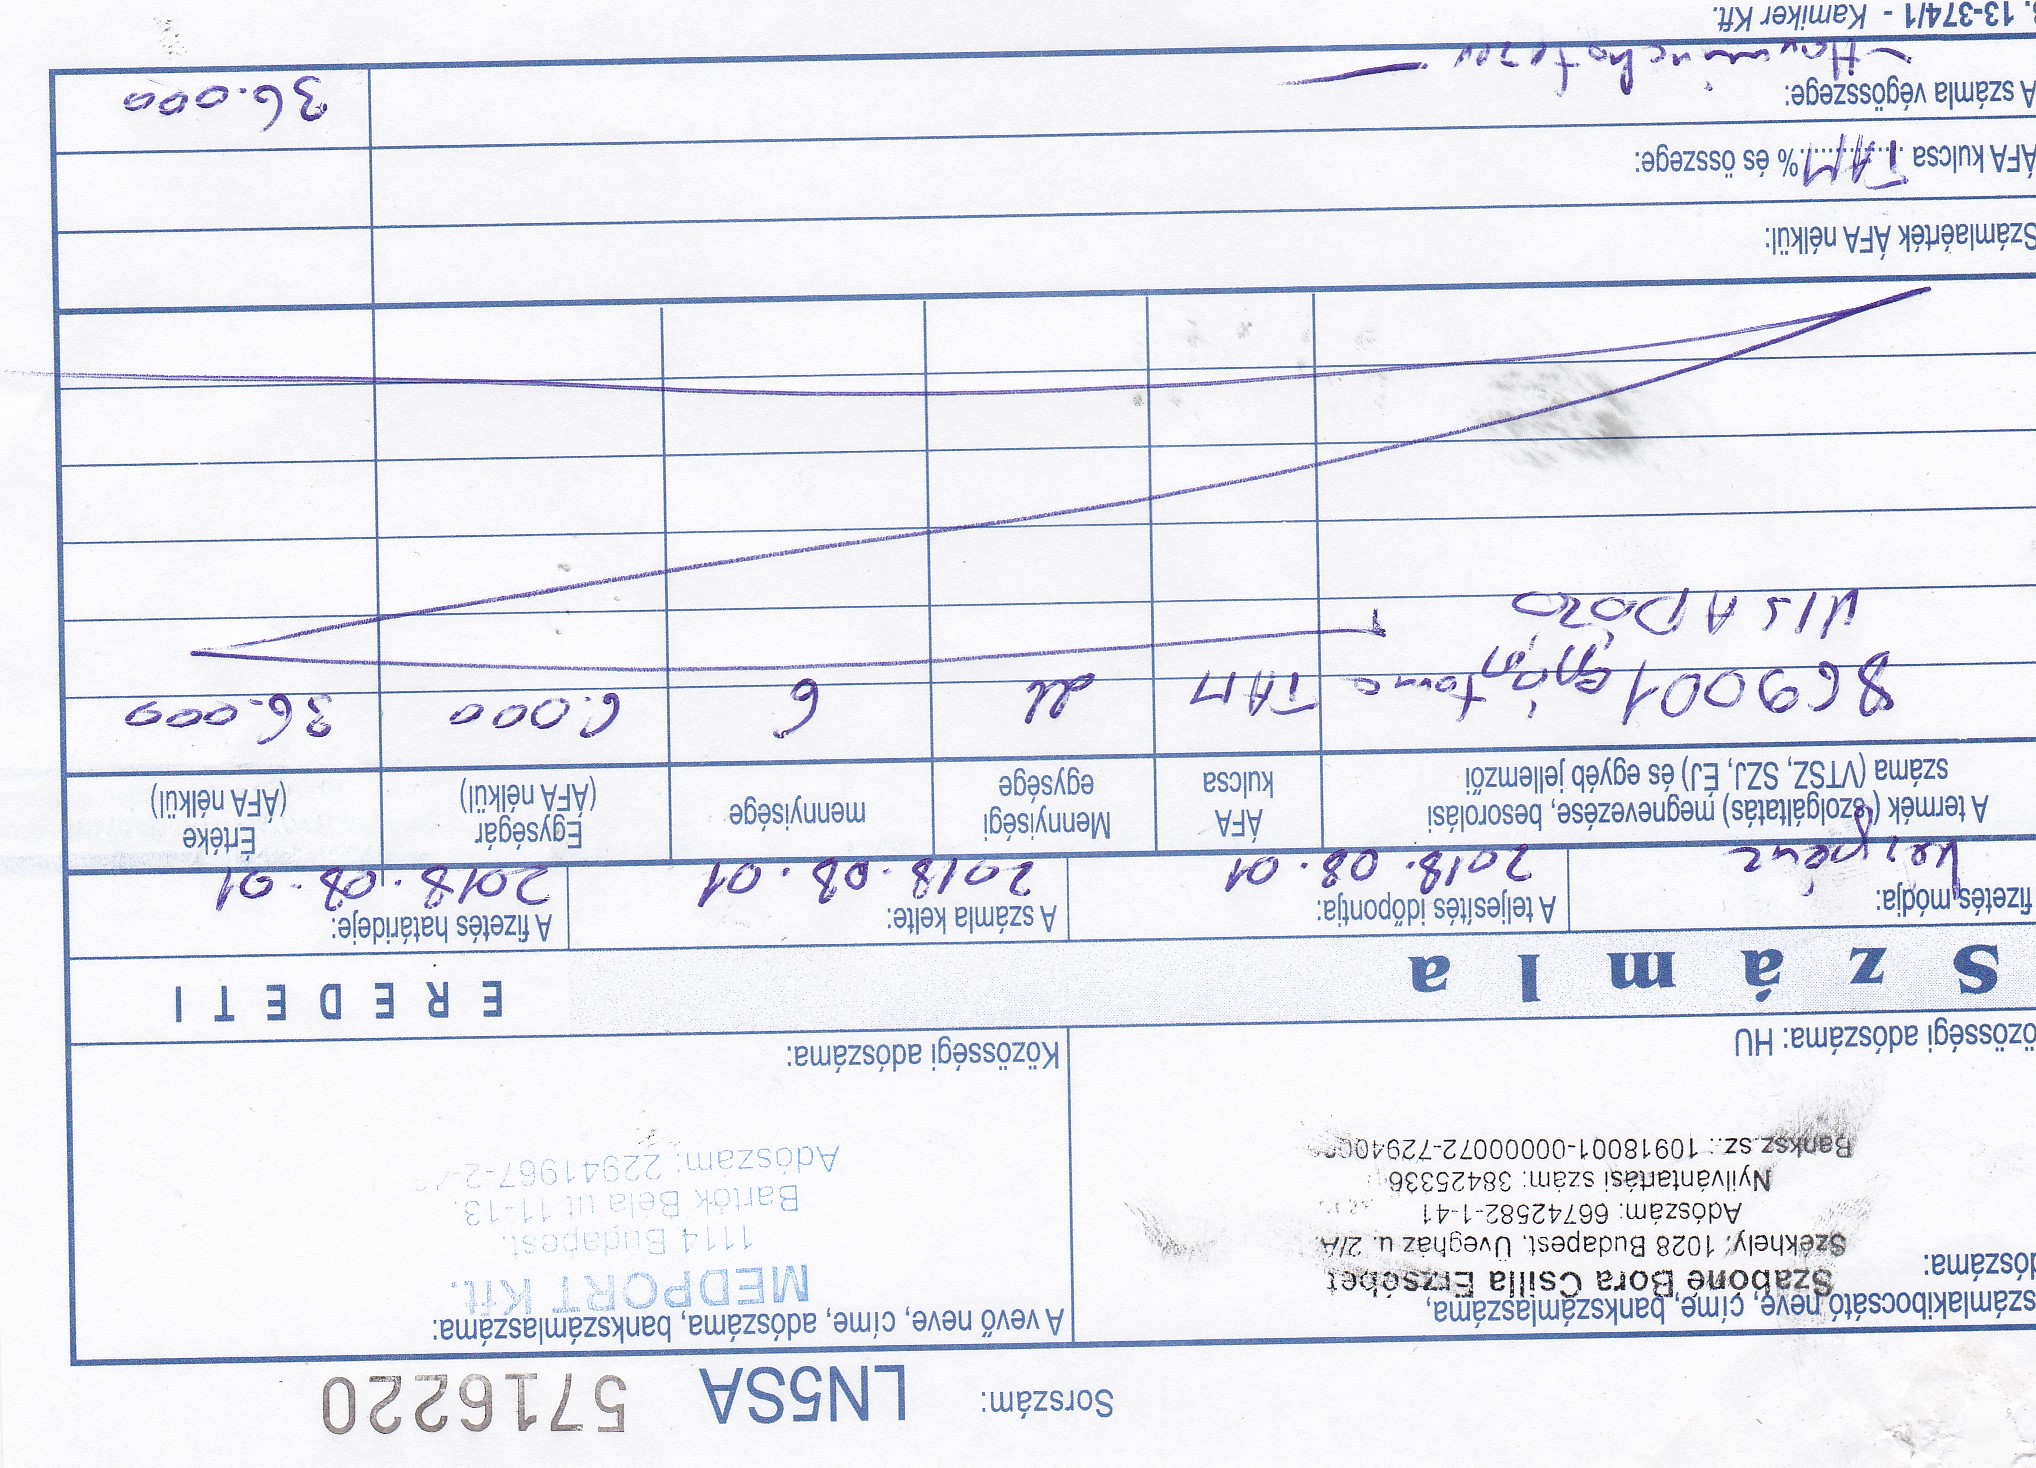 Sorszám: LN5SA 5716220
számlakibocsátó neve, címe, bankszámlaszáma,
dószáma:
Szabóné Bora Csilla Erzsébet
Székhely: 1028 Budapest, Üvegház u. 2/A.
Adószám: 66742582-1-41
Nyilvántartási szám: 38425336
Banksz.sz.: 10918001-00000072-72940
özösségi adószáma: HU
A vevő neve, címe, adószáma, bankszámlaszáma:
MEDPORT Kft.
1114 Budapest,
Bartók Béla út 11-13.
Adószám: 22941967-2-4
Közösségi adószáma:
Számla EREDETI
fizetés módja:
készpénz
A teljesítés időpontja:
2018.08.01
A számla kelte:
2018.08.01
A fizetés határideje:
2018.08.01
A termék (szolgáltatás) megnevezése, besorolási
száma (VTSZ, SZJ, ÉJ) és egyéb jellemzői
ÁFA
kulcsa
Mennyiségi
egysége
mennyisége
Egységár
(ÁFA nélkül)
Értéke
(ÁFA nélkül)
869001 gyógytorna TAM db 6 6.000 36.000
KISADÓZÓ
Számlaérték ÁFA nélkül:
ÁFA kulcsa TAM % és összege:
A számla végösszege: 36.000
- Harminchatezer -
. 13-374/1 - Kamiker Kft.